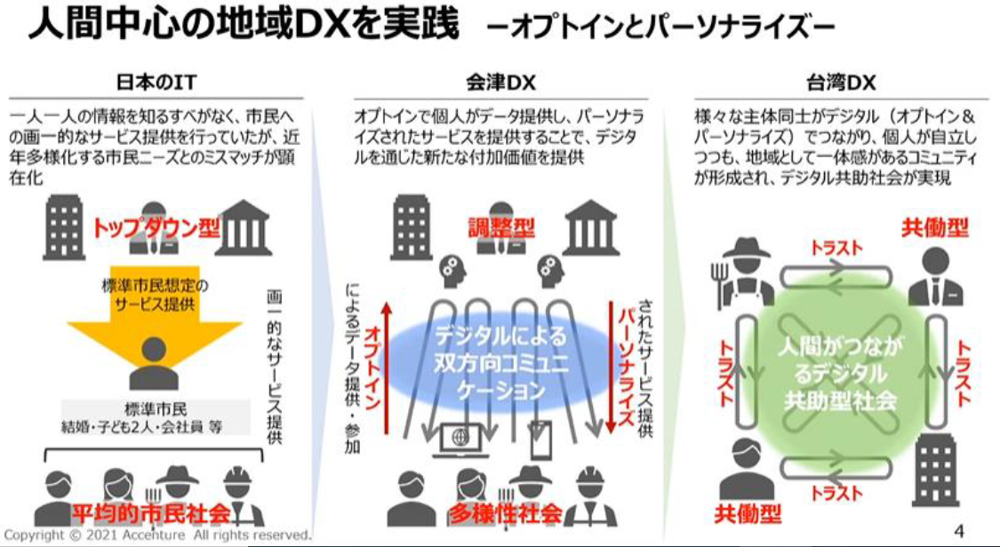 人間中心の地域DXを実践 －オプトインとパーソナライズ－
日本のIT
一人一人の情報を知るすべがなく、市民へ
の画一的なサービス提供を行っていたが、近
年多様化する市民ニーズとのミスマッチが顕
在化
トップダウン型
標準市民想定の
サービス提供
画一的なサービス提供
標準市民
結婚・子ども2人・会社員 等
平均的市民社会
会津DX
オプトインで個人がデータ提供し、パーソナラ
イズされたサービスを提供することで、デジタ
ルを通じた新たな付加価値を提供
調整型
オプトイン
によるデータ提供・参加
デジタルによる
双方向コミュニ
ケーション
パーソナライズ
されたサービス提供
多様性社会
台湾DX
様々な主体同士がデジタル（オプトイン＆
パーソナライズ）でつながり、個人が自立し
つつも、地域として一体感があるコミュニティ
が形成され、デジタル共助社会が実現
共働型
トラスト
トラスト
人間がつなが
るデジタル
共助型社会
トラスト
トラスト
共働型
Copyright © 2021 Accenture All rights reserved.
4